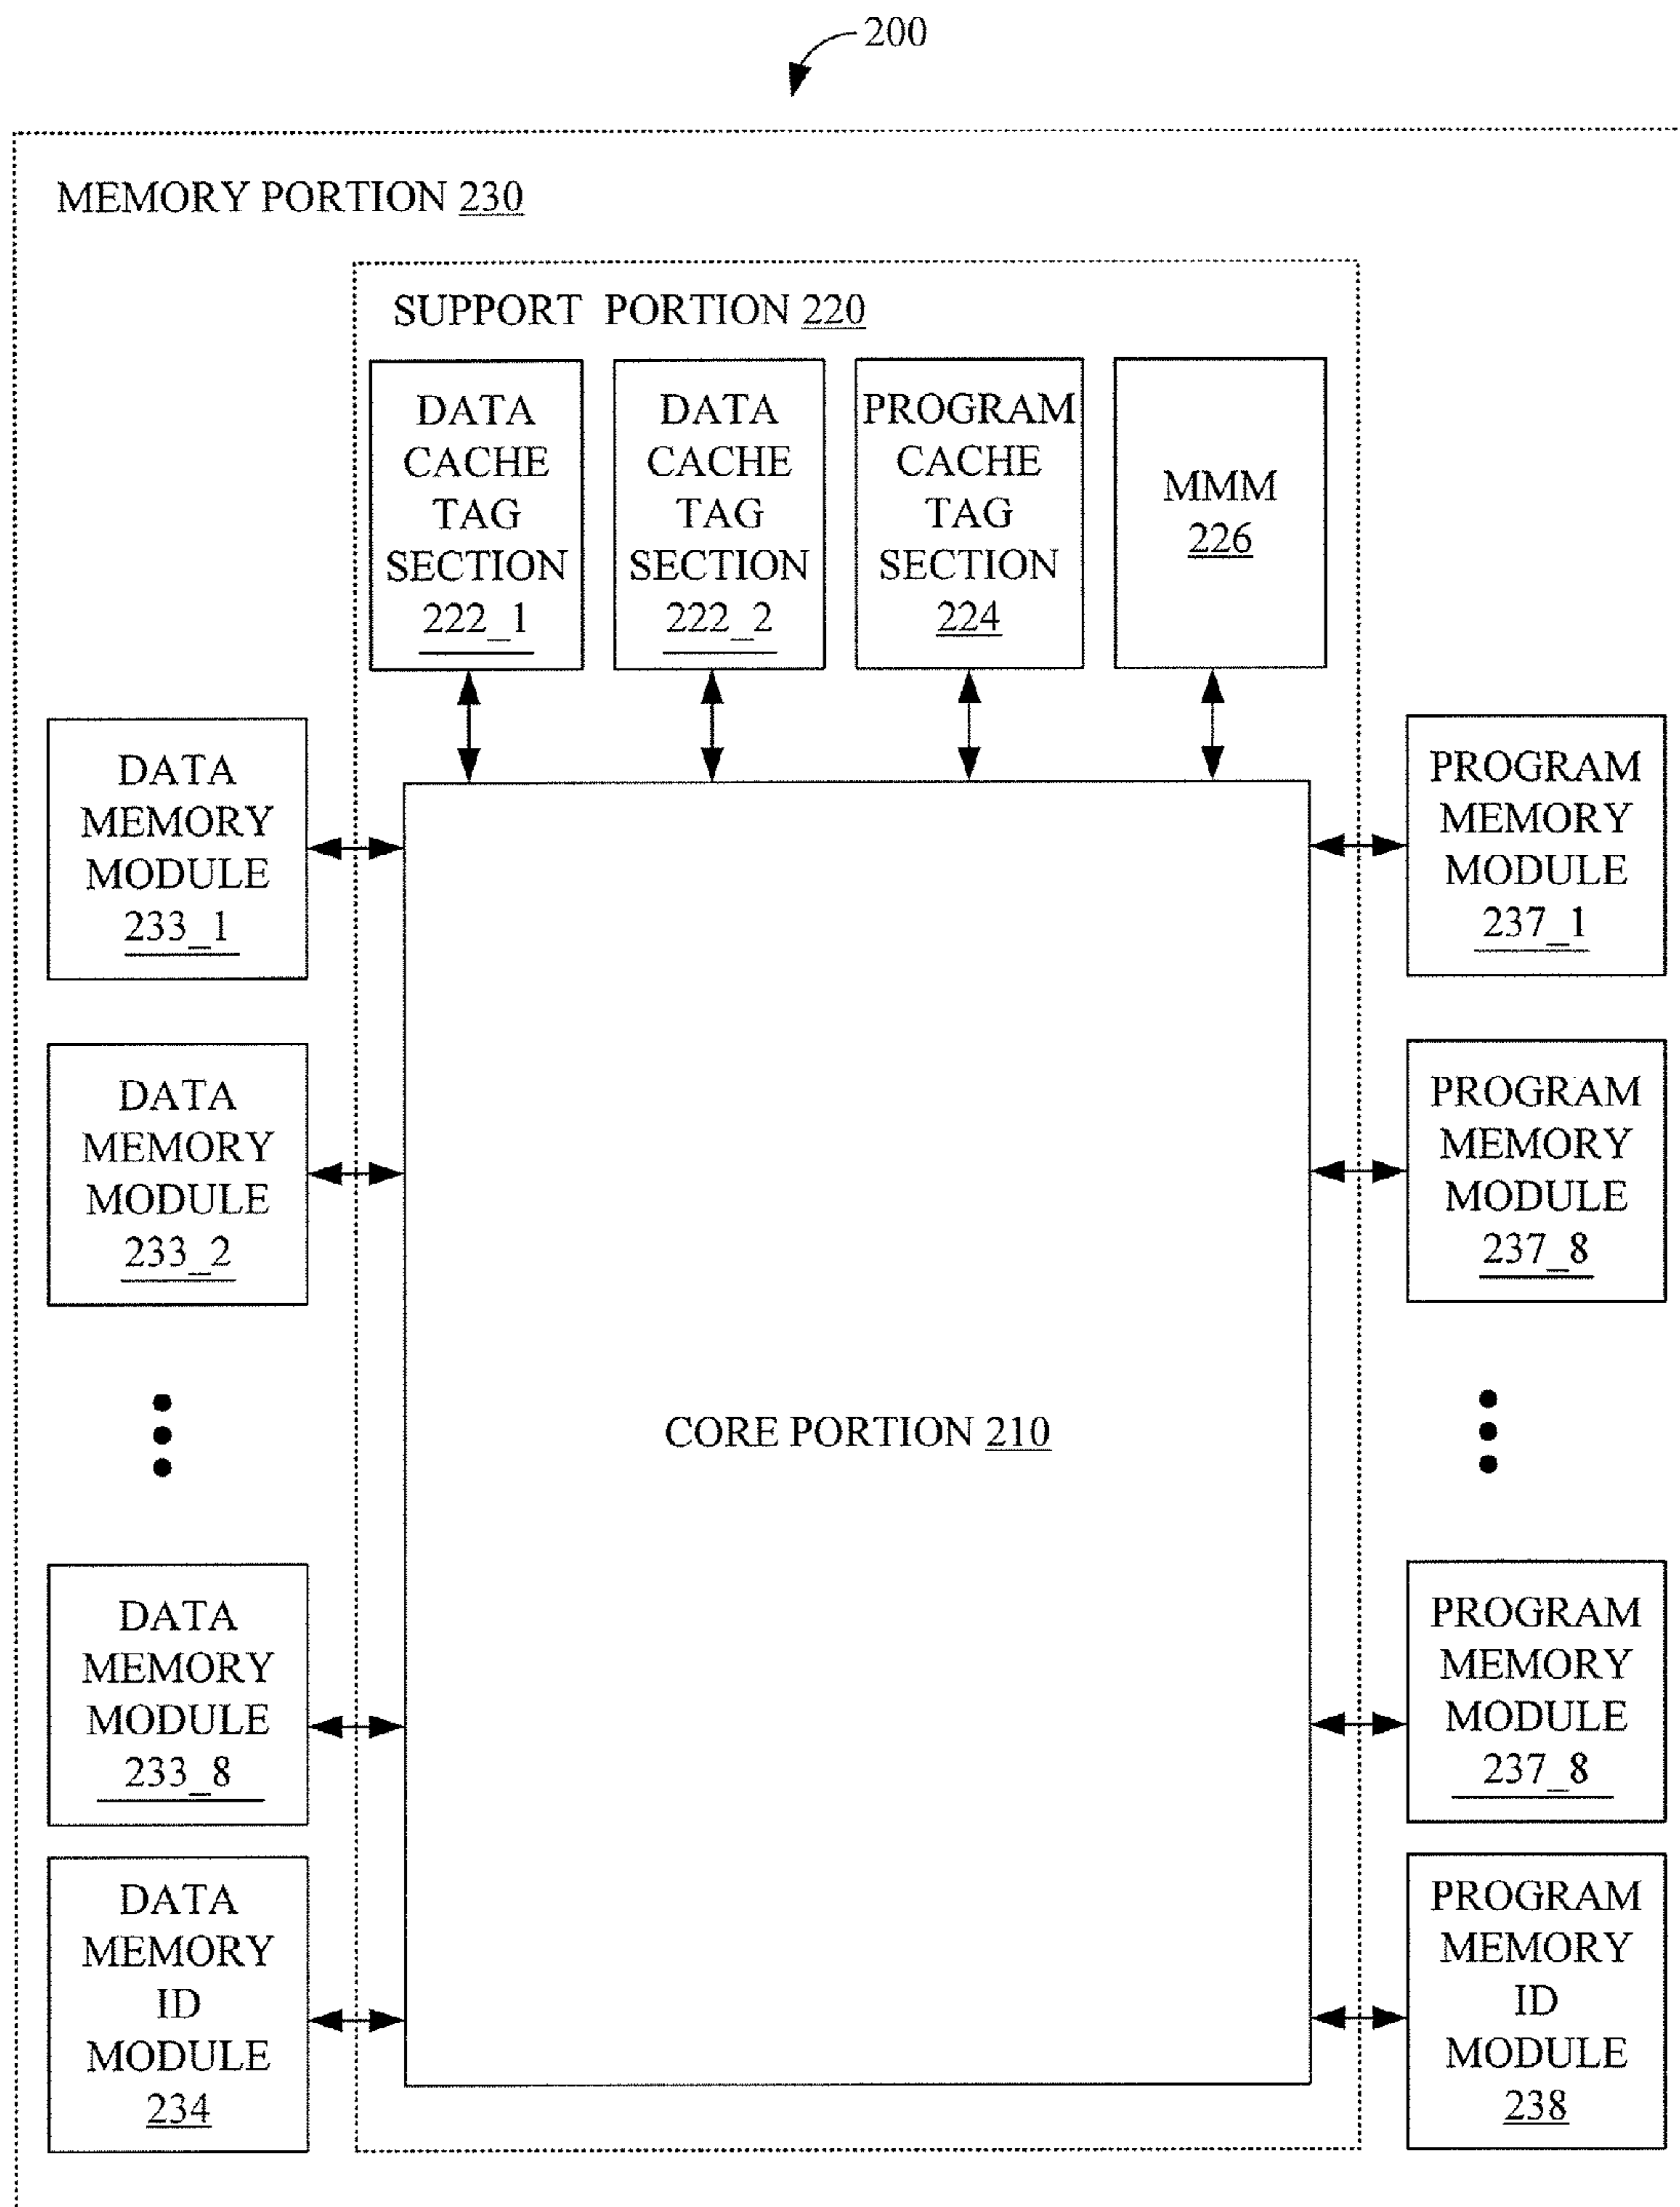 200
MEMORY PORTION 230
SUPPORT PORTION 220
DATA
CACHE
TAG
SECTION
222_1
DATA
CACHE
TAG
SECTION
222_2
PROGRAM
CACHE
TAG
SECTION
224
MMM
226
DATA
MEMORY
MODULE
233_1
PROGRAM
MEMORY
MODULE
237_1
DATA
MEMORY
MODULE
233_2
PROGRAM
MEMORY
MODULE
237_8
CORE PORTION 210
DATA
MEMORY
MODULE
233_8
PROGRAM
MEMORY
MODULE
237_8
DATA
MEMORY
ID
MODULE
234
PROGRAM
MEMORY
ID
MODULE
238